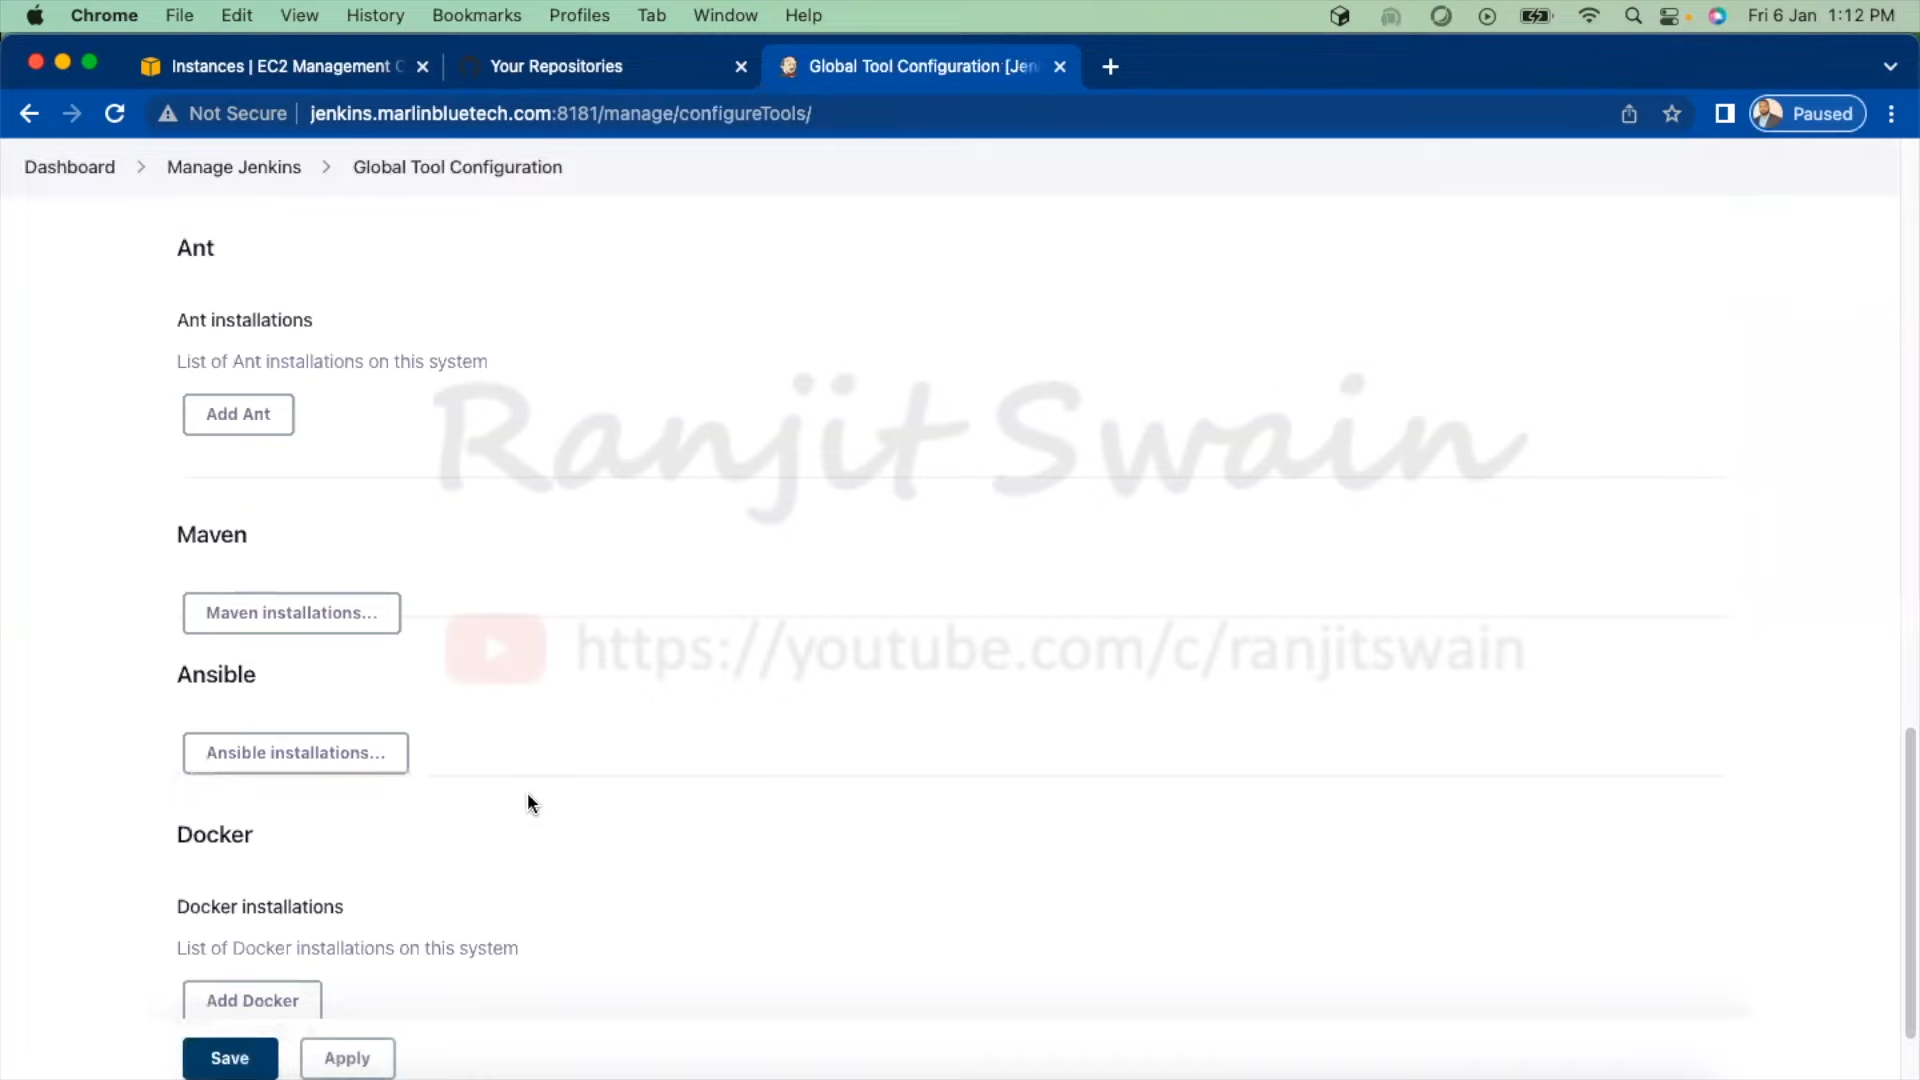 Chrome File Edit View History Bookmarks Profiles Tab Window Help Fri 6 Jan 1:12 PM
Instances | EC2 Management C Your Repositories Global Tool Configuration [Jen
Not Secure jenkins.marlinbluetech.com:8181/manage/configureTools/ Paused
Dashboard Manage Jenkins Global Tool Configuration
Ant
Ant installations
List of Ant installations on this system
Add Ant
Ranjit Swain
Maven
Maven installations...
https://youtube.com/c/ranjitswain
Ansible
Ansible installations...
Docker
Docker installations
List of Docker installations on this system
Add Docker
Save Apply